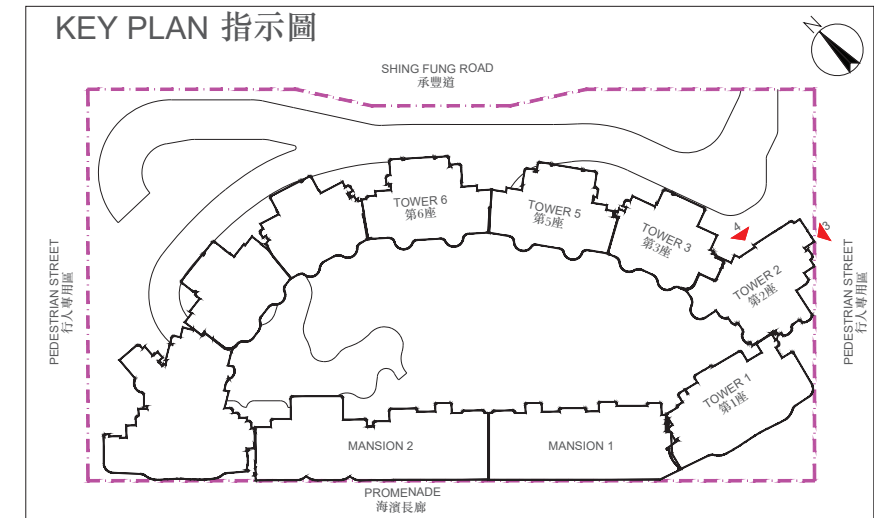 KEY PLAN 指示圖
N
SHING FUNG ROAD
承豐道
PEDESTRIAN STREET
行人專用區
TOWER 6
第6座
TOWER 5
第5座
TOWER 3
第3座
4
3
TOWER 2
第2座
PEDESTRIAN STREET
行人專用區
TOWER 1
第1座
MANSION 2
MANSION 1
PROMENADE
海濱長廊